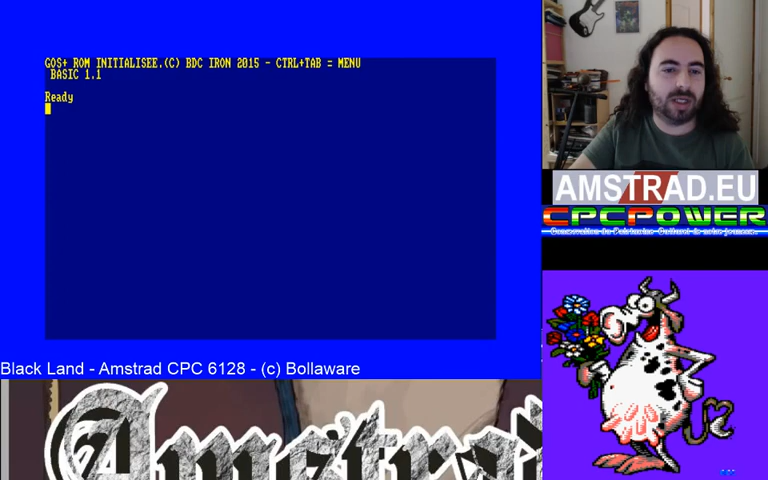 GOS+ ROM INITIALISEE.(C) BDC IRON 2015 - CTRL+TAB = MENU
BASIC 1.1
Ready
AMSTRAD.EU
CPCPOWER
Black Land - Amstrad CPC 6128 - (c) Bollaware
Amstrad